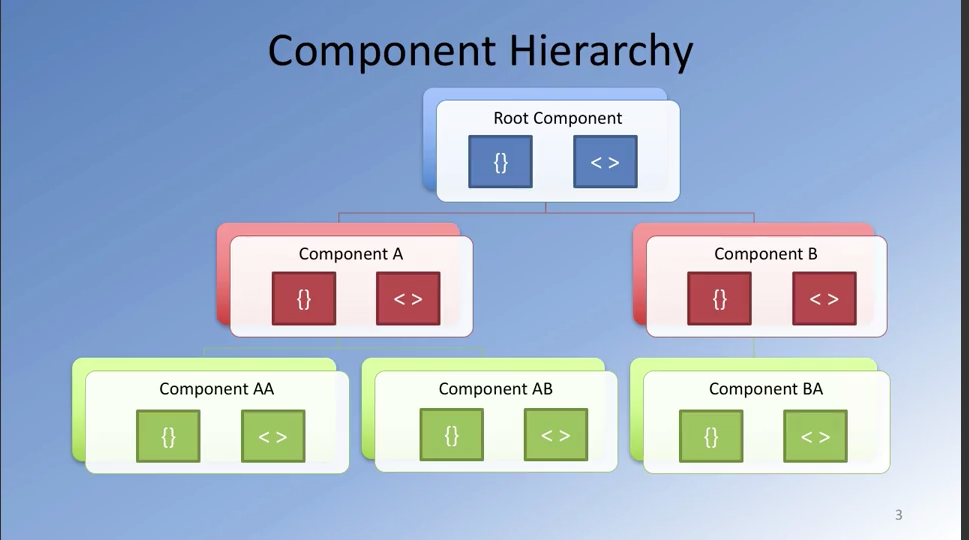 Component Hierarchy
Root Component
{} < >
Component A
{} < >
Component B
{} < >
Component AA
{} < >
Component AB
{} < >
Component BA
{} < >
3